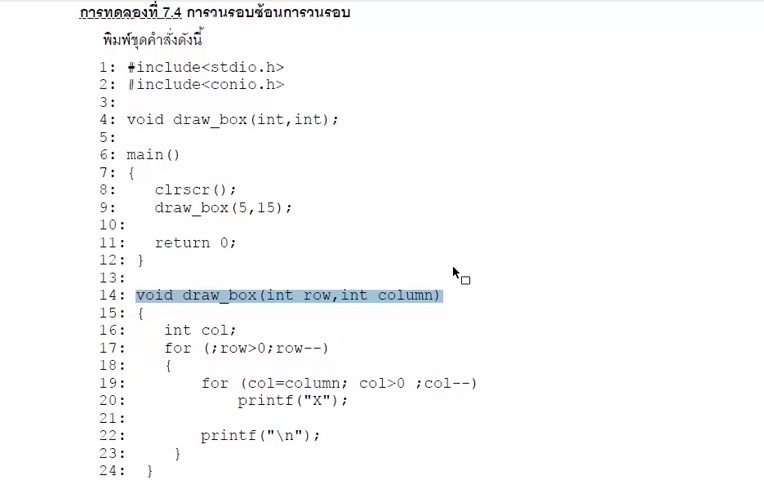 การทดลองที่ 7.4 การวนรอบซ้อนการวนรอบ
พิมพ์ชุดคำสั่งดังนี้
1: #include<stdio.h>
2: #include<conio.h>
3:
4: void draw_box(int,int);
5:
6: main()
7: {
8: clrscr();
9: draw_box(5,15);
10:
11: return 0;
12: }
13:
14: void draw_box(int row,int column)
15: {
16: int col;
17: for (;row>0;row--)
18: {
19: for (col=column; col>0 ;col--)
20: printf("X");
21:
22: printf("\n");
23: }
24: }